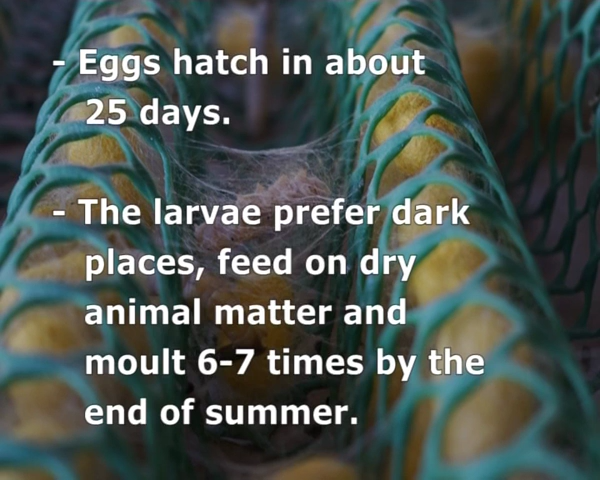 - Eggs hatch in about
25 days.
- The larvae prefer dark
places, feed on dry
animal matter and
moult 6-7 times by the
end of summer.